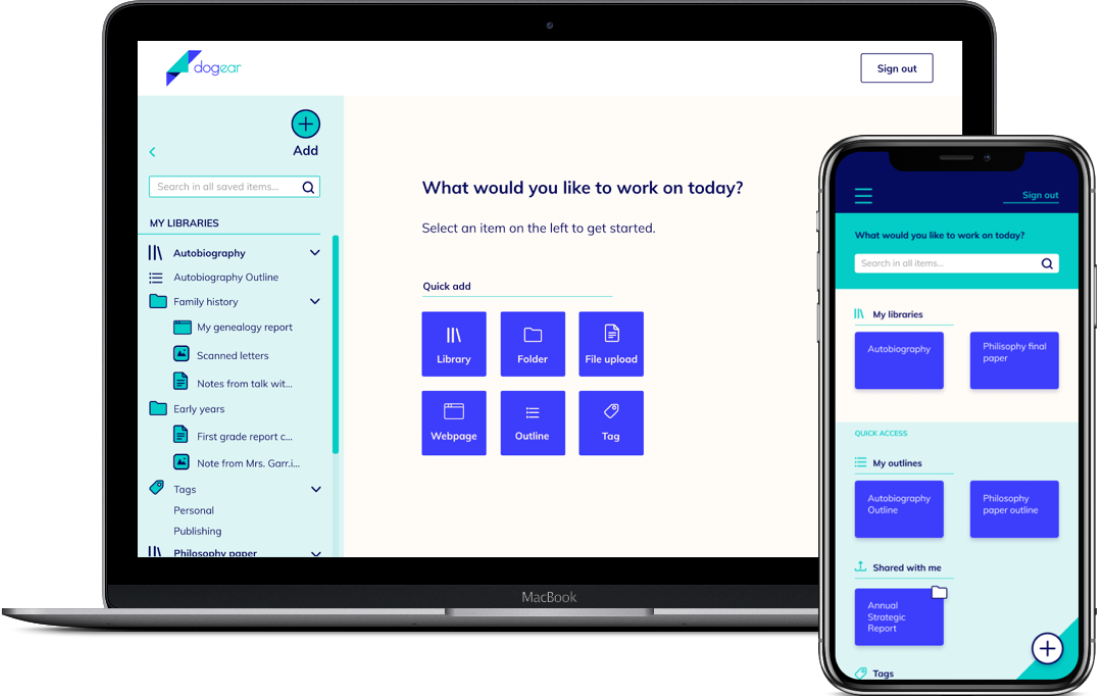 dogear
Sign out
Add
Search in all saved items...
MY LIBRARIES
Autobiography
Autobiography Outline
Family history
My genealogy report
Scanned letters
Notes from talk wit...
Early years
First grade report c...
Note from Mrs. Garr.i...
Tags
Personal
Publishing
Philosophy paper
What would you like to work on today?
Select an item on the left to get started.
Quick add
Library
Folder
File upload
Webpage
Outline
Tag
MacBook
Sign out
What would you like to work on today?
Search in all items...
My libraries
Autobiography
Philisophy final
paper
QUICK ACCESS
My outlines
Autobiography
Outline
Philosophy
paper outline
Shared with me
Annual
Strategic
Report
Tags